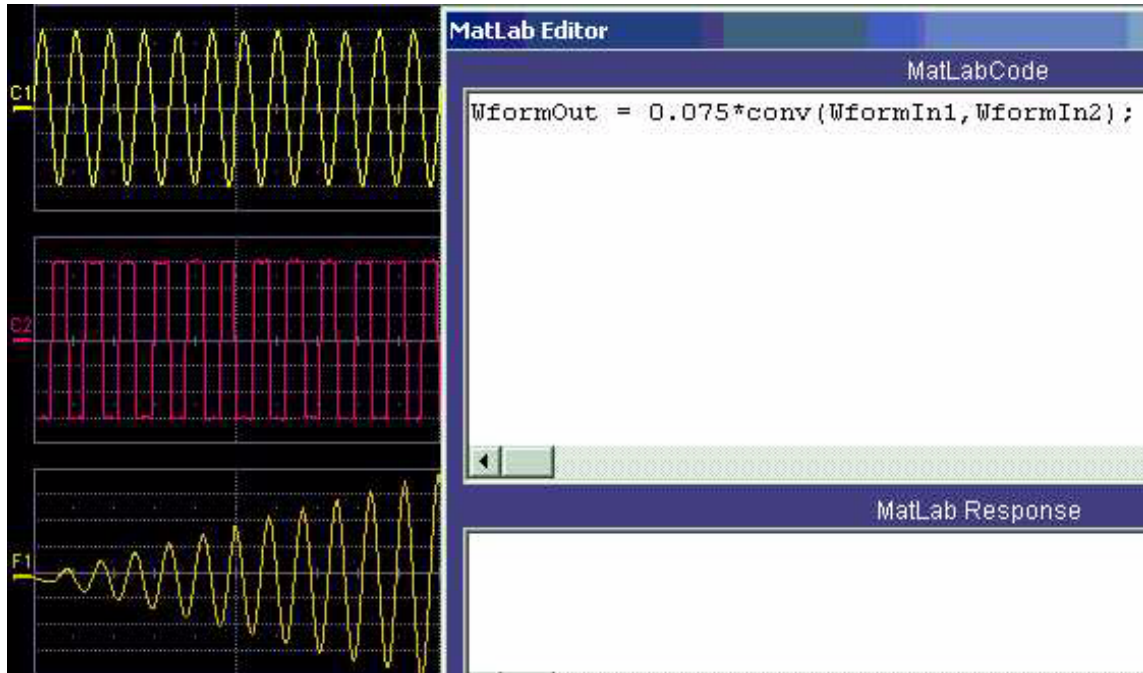 MatLab Editor
MatLabCode
C1
WformOut = 0.075*conv(WformIn1,WformIn2);
C2
MatLab Response
F1